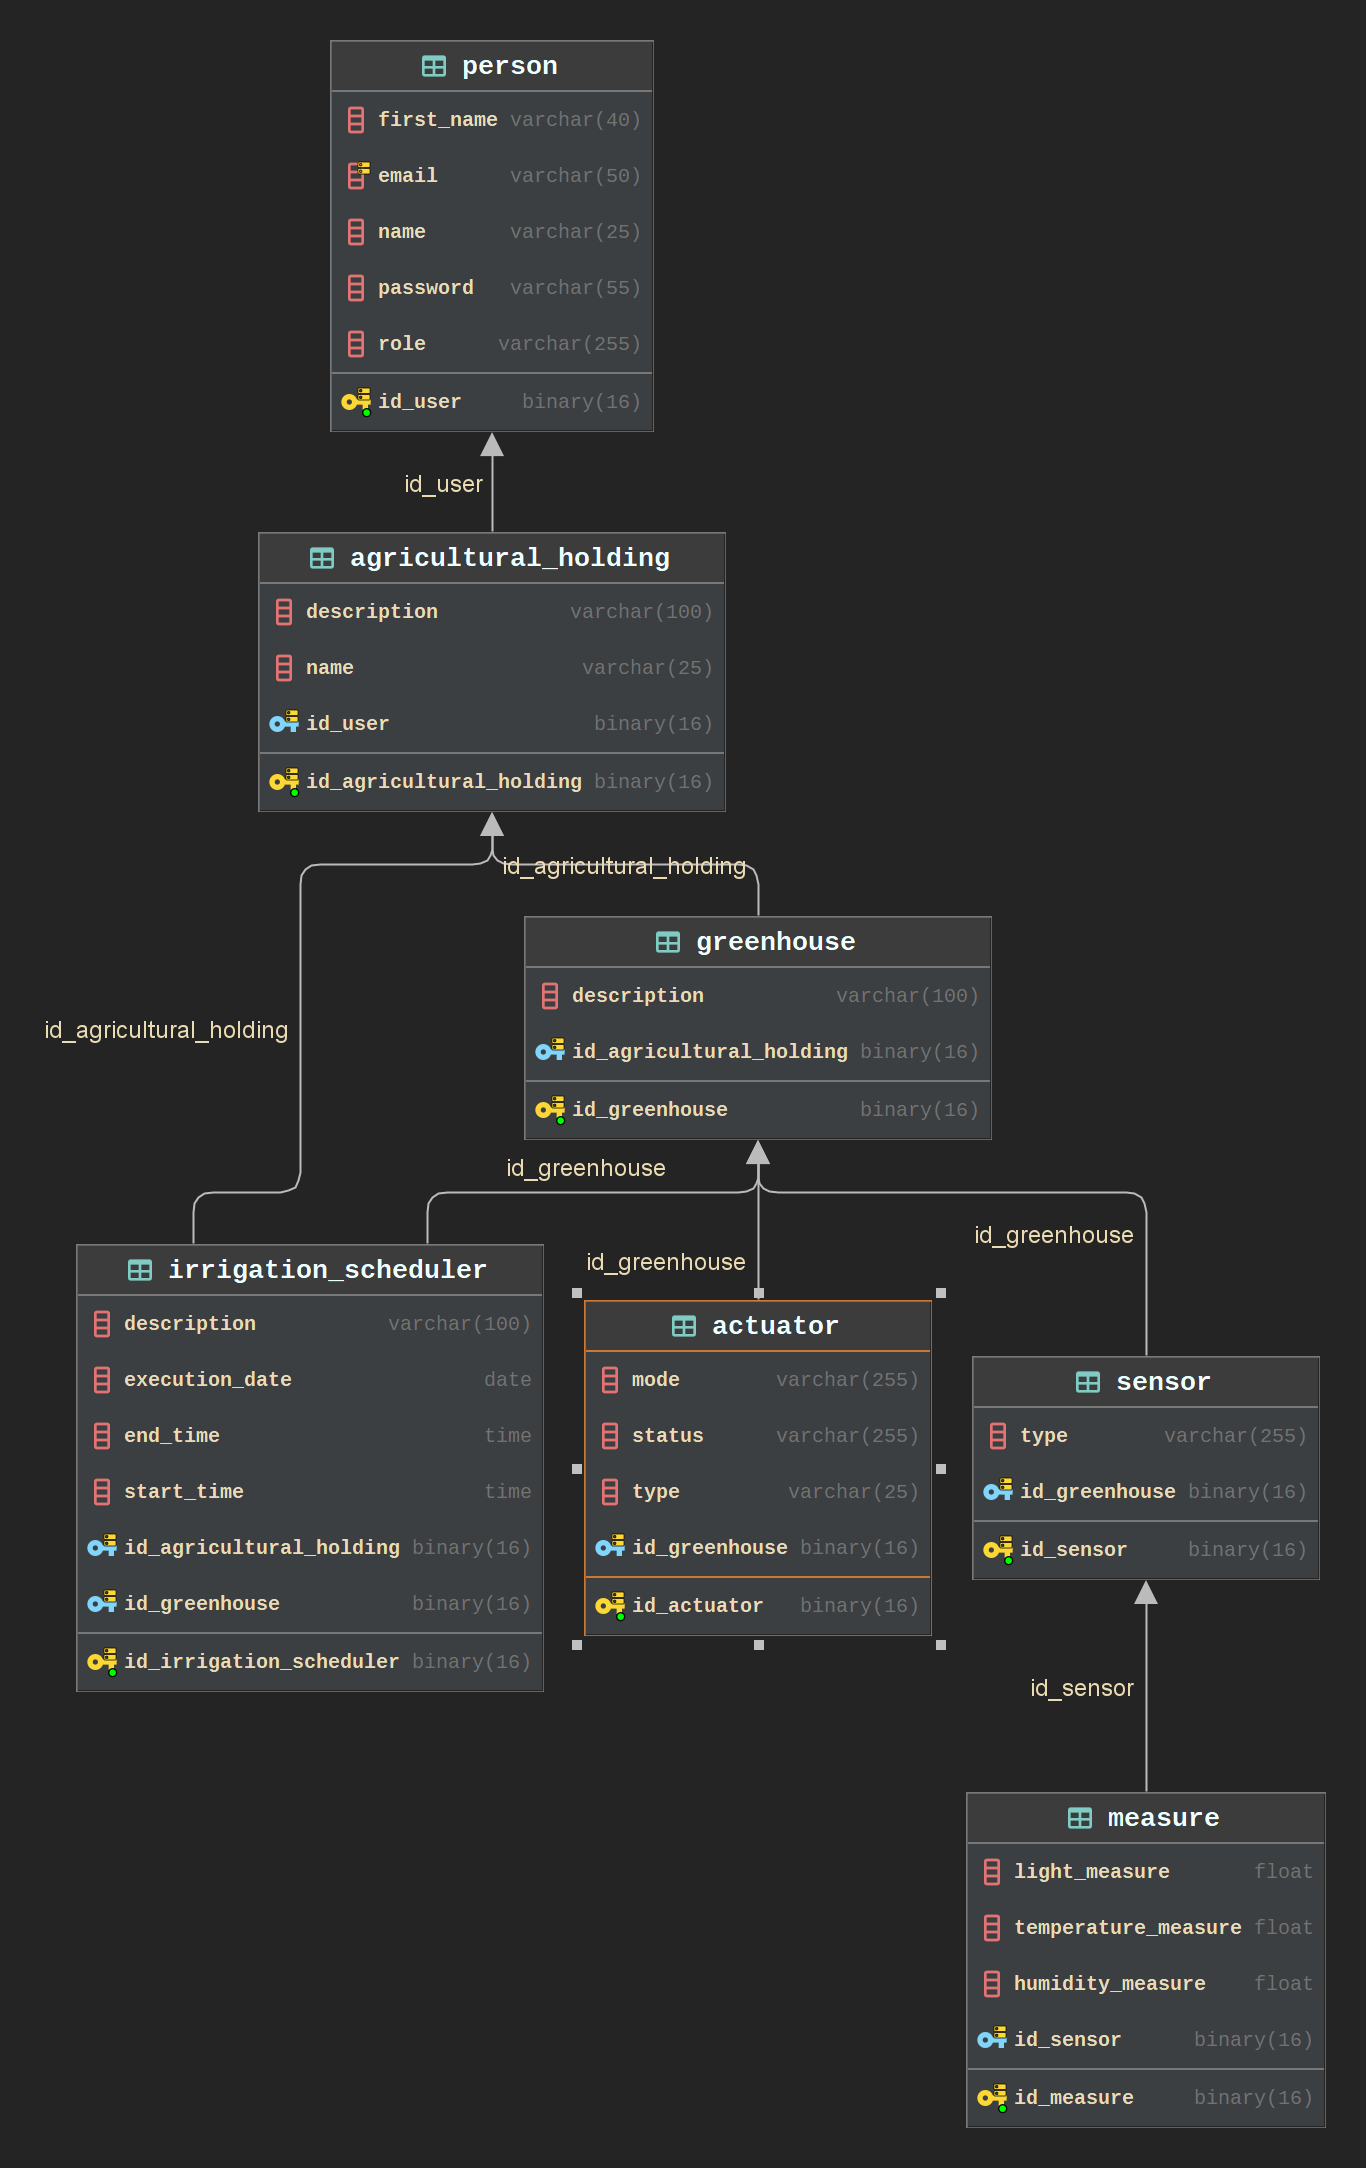 person
first_name varchar(40)
email varchar(50)
name varchar(25)
password varchar(55)
role varchar(255)
id_user binary(16)
id_user
agricultural_holding
description varchar(100)
name varchar(25)
id_user binary(16)
id_agricultural_holding binary(16)
id_agricultural_holding
greenhouse
description varchar(100)
id_agricultural_holding binary(16)
id_greenhouse binary(16)
id_agricultural_holding
id_greenhouse
id_greenhouse
id_greenhouse
irrigation_scheduler
description varchar(100)
execution_date date
end_time time
start_time time
id_agricultural_holding binary(16)
id_greenhouse binary(16)
id_irrigation_scheduler binary(16)
actuator
mode varchar(255)
status varchar(255)
type varchar(25)
id_greenhouse binary(16)
id_actuator binary(16)
sensor
type varchar(255)
id_greenhouse binary(16)
id_sensor binary(16)
id_sensor
measure
light_measure float
temperature_measure float
humidity_measure float
id_sensor binary(16)
id_measure binary(16)